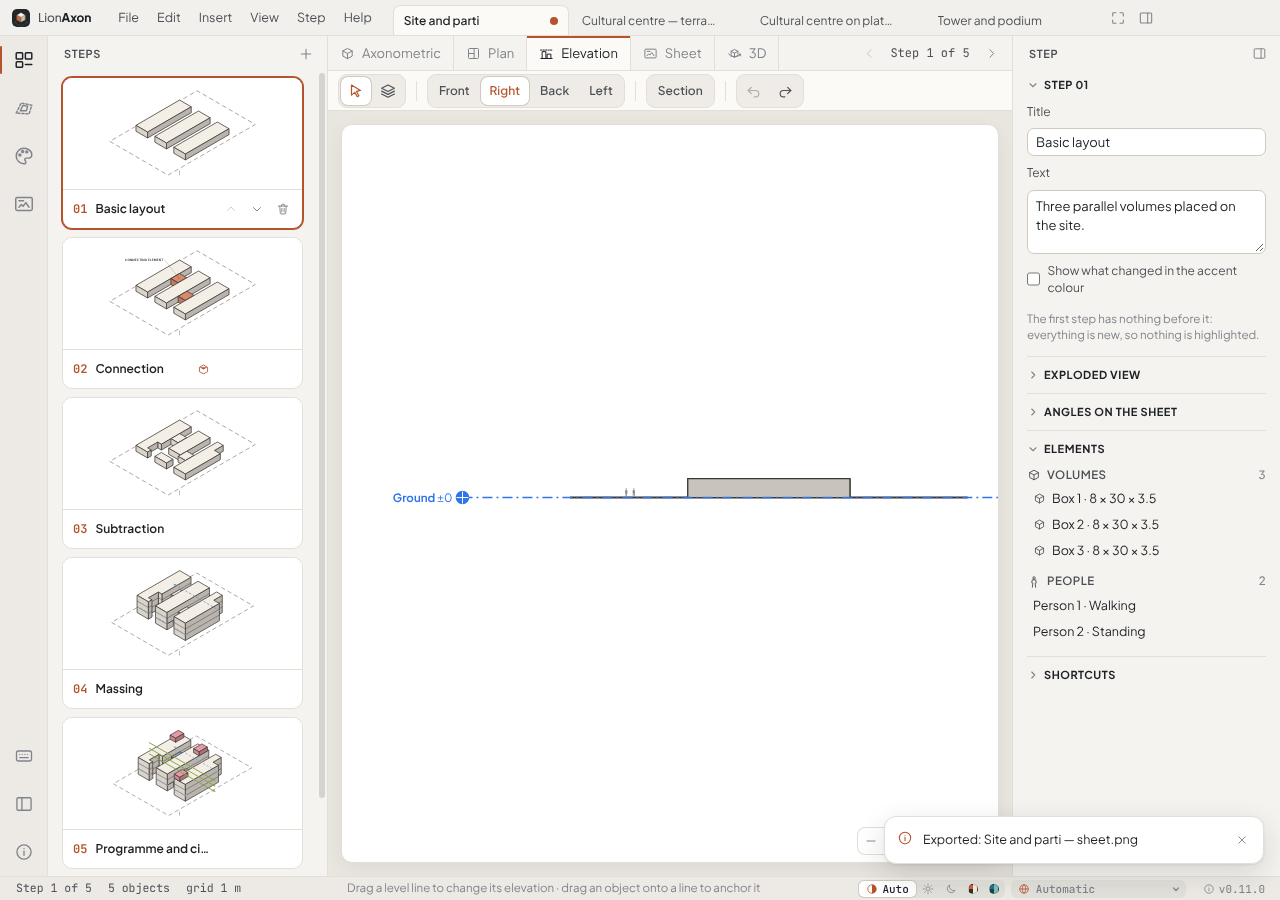 LionAxon
File
Edit
Insert
View
Step
Help
Site and parti
Cultural centre — terra...
Cultural centre on plat...
Tower and podium
STEPS
Axonometric
Plan
Elevation
Sheet
3D
Step 1 of 5
STEP
Front
Right
Back
Left
Section
STEP 01
Title
Basic layout
Text
Three parallel volumes placed on
the site.
Show what changed in the accent
colour
The first step has nothing before it:
everything is new, so nothing is highlighted.
EXPLODED VIEW
ANGLES ON THE SHEET
ELEMENTS
VOLUMES 3
Box 1 · 8 × 30 × 3.5
Box 2 · 8 × 30 × 3.5
Box 3 · 8 × 30 × 3.5
PEOPLE 2
Person 1 · Walking
Person 2 · Standing
SHORTCUTS
01 Basic layout
CONNECTING ELEMENT
02 Connection
03 Subtraction
04 Massing
05 Programme and ci...
Ground ±0
Exported: Site and parti — sheet.png
Step 1 of 5
5 objects
grid 1 m
Drag a level line to change its elevation · drag an object onto a line to anchor it
Auto
Automatic
v0.11.0